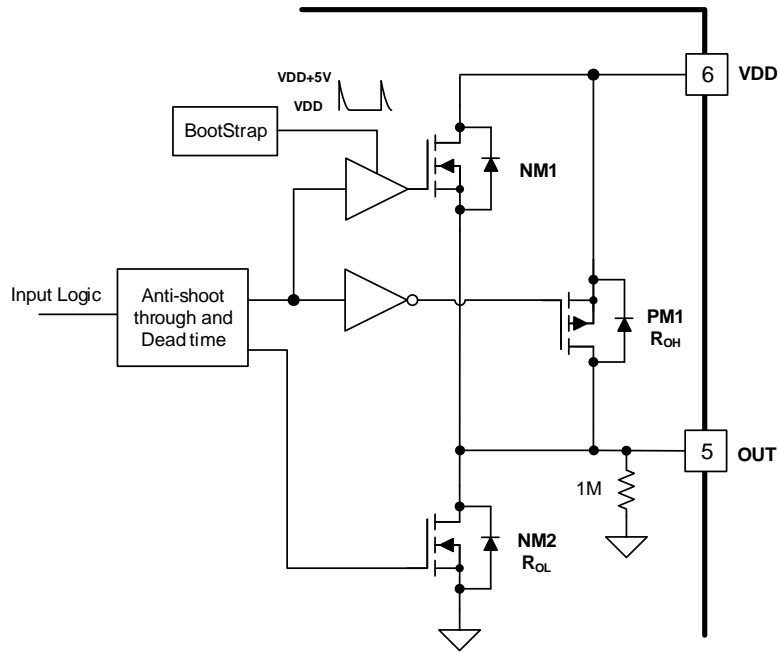 VDD+5V
VDD
BootStrap
6
VDD
NM1
Input Logic
Anti-shoot
through and
Dead time
PM1
ROH
5
OUT
1M
NM2
ROL